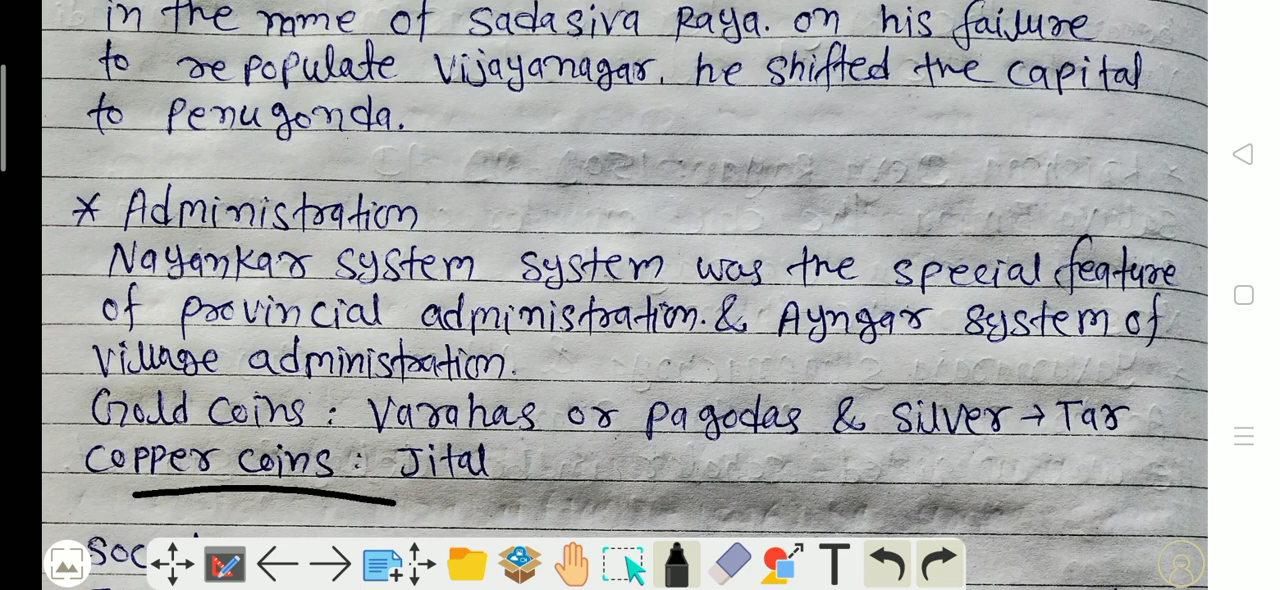 in the name of Sadasiva Raya. on his failure
to repopulate Vijayanagar, he shifted the capital
to Penugonda.
* Administration
Nayankar system system was the special feature
of provincial administration. & Ayngar system of
village administration.
Gold coins : Varahas or pagodas & Silver → Tar
Copper coins : Jital
Soc
T